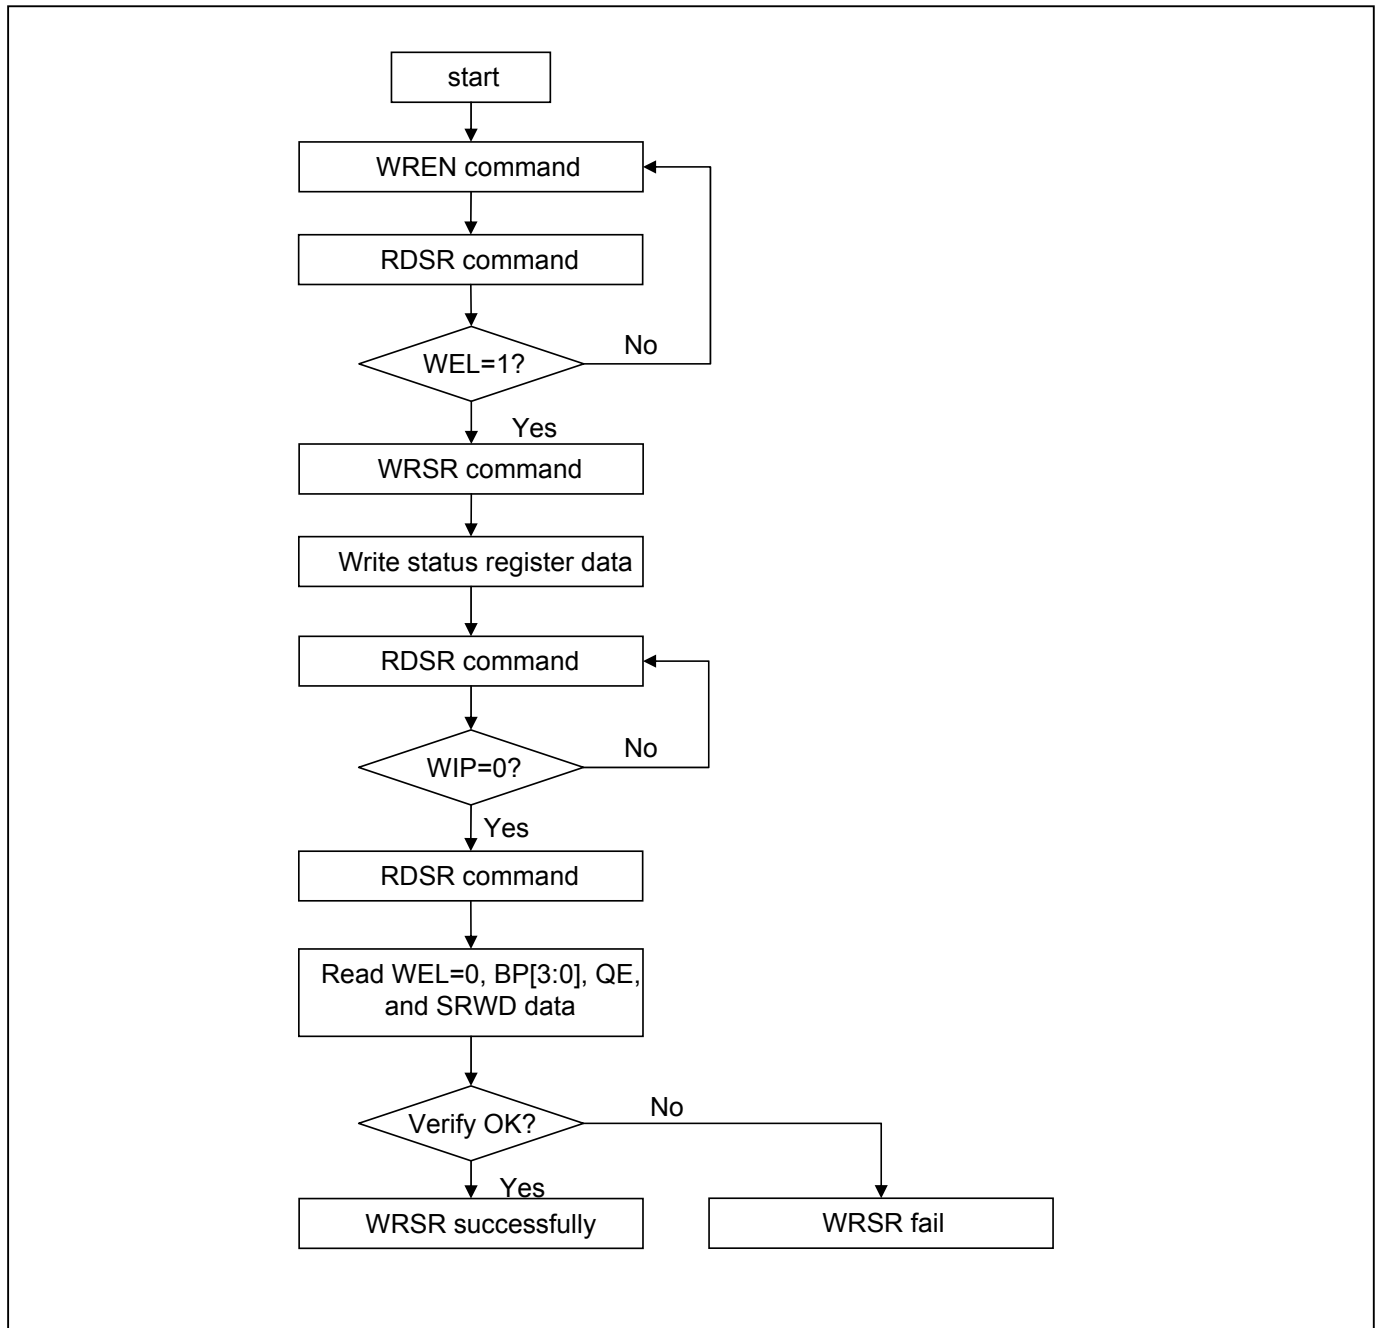 start
WREN command
RDSR command
WEL=1?
No
Yes
WRSR command
Write status register data
RDSR command
WIP=0?
No
Yes
RDSR command
Read WEL=0, BP[3:0], QE,
and SRWD data
Verify OK?
No
Yes
WRSR successfully
WRSR fail